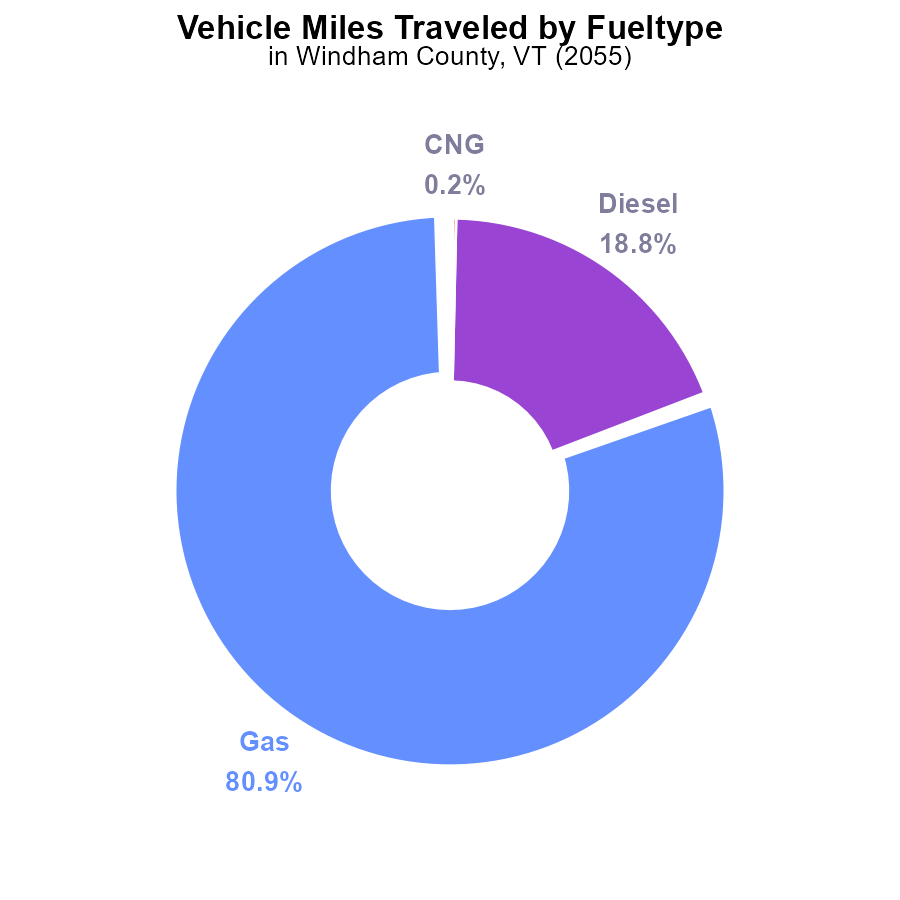 Vehicle Miles Traveled by Fueltype
in Windham County, VT (2055)
CNG
0.2%
Diesel
18.8%
Gas
80.9%